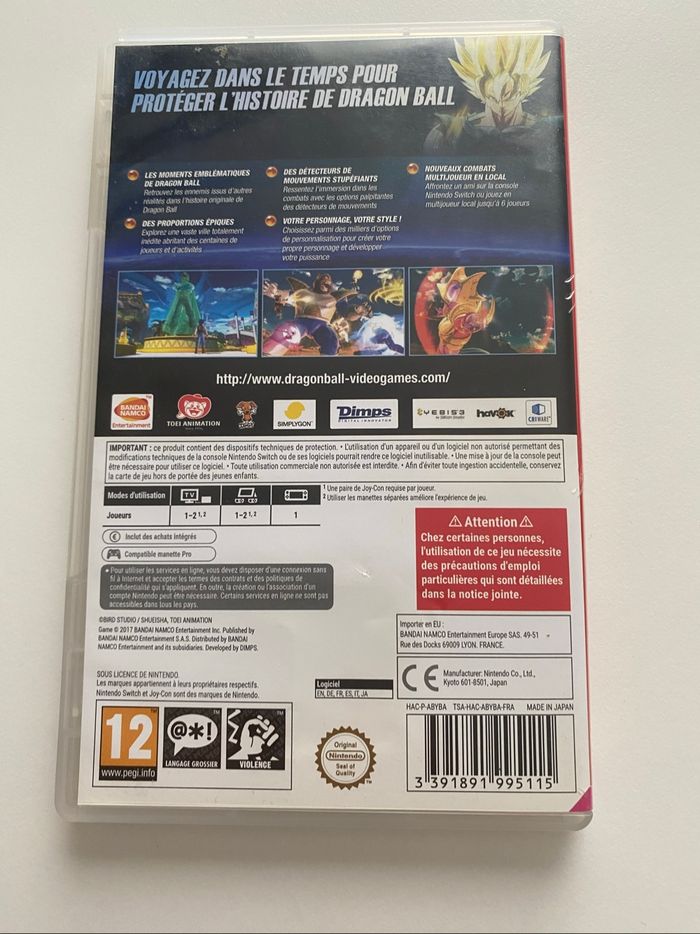 VOYAGEZ DANS LE TEMPS POUR
PROTÉGER L'HISTOIRE DE DRAGON BALL
LES MOMENTS EMBLÉMATIQUES
DE DRAGON BALL
Retrouvez les ennemis issus d'autres
réalités dans l'histoire originale de
Dragon Ball
DES DÉTECTEURS DE
MOUVEMENTS STUPÉFIANTS
Ressentez l'immersion dans les
combats avec les options palpitantes
des détecteurs de mouvements
NOUVEAUX COMBATS
MULTIJOUEUR EN LOCAL
Affrontez un ami sur la console
Nintendo Switch ou jouez en
multijoueur local jusqu'à 6 joueurs
DES PROPORTIONS ÉPIQUES
Explorez une vaste ville totalement
inédite abritant des centaines de
joueurs et d'activités
VOTRE PERSONNAGE, VOTRE STYLE !
Choisissez parmi des milliers d'options
de personnalisation pour créer votre
propre personnage et développer
votre puissance
http://www.dragonball-videogames.com/
BANDAI
NAMCO
Entertainment
TOEI ANIMATION
SIMPLYGON
Dimps
DIGITAL INNOVATOR
YEBIS3
havok
CRIWARE
IMPORTANT : ce produit contient des dispositifs techniques de protection. • L'utilisation d'un appareil ou d'un logiciel non autorisé permettant des
modifications techniques de la console Nintendo Switch ou de ses logiciels pourrait rendre ce logiciel inutilisable. • Une mise à jour de la console peut
être nécessaire pour utiliser ce logiciel. • Toute utilisation commerciale non autorisée est interdite. • Afin d'éviter toute ingestion accidentelle, conservez
la carte de jeu hors de portée des jeunes enfants.
Modes d'utilisation
TV
Joueurs
1-2 1, 2
1-2 1, 2
1
1 Une paire de Joy-Con requise par joueur.
2 Utiliser les manettes séparées améliore l'expérience de jeu.
€ Inclut des achats intégrés
Compatible manette Pro
• Pour utiliser les services en ligne, vous devez disposer d'une connexion sans
fil à Internet et accepter les termes des contrats et des politiques de
confidentialité qui s'appliquent. En outre, la création ou l'association d'un
compte Nintendo peut être nécessaire. Certains services en ligne ne sont pas
accessibles dans tous les pays.
Attention
Chez certaines personnes,
l'utilisation de ce jeu nécessite
des précautions d'emploi
particulières qui sont détaillées
dans la notice jointe.
©BIRD STUDIO / SHUEISHA, TOEI ANIMATION
Game © 2017 BANDAI NAMCO Entertainment Inc. Published by
BANDAI NAMCO Entertainment S.A.S. Distributed by BANDAI
NAMCO Entertainment and its subsidiaries. Developed by DIMPS.
Importer en EU :
BANDAI NAMCO Entertainment Europe SAS. 49-51
Rue des Docks 69009 LYON. FRANCE.
SOUS LICENCE DE NINTENDO.
Les marques appartiennent à leurs propriétaires respectifs.
Nintendo Switch et Joy-Con sont des marques de Nintendo.
Logiciel
EN, DE, FR, ES, IT, JA
CE
Manufacturer: Nintendo Co., Ltd.,
Kyoto 601-8501, Japan
HAC-P-ABYBA TSA-HAC-ABYBA-FRA MADE IN JAPAN
12
www.pegi.info
@*!
LANGAGE GROSSIER
VIOLENCE
Original
Nintendo
Seal of
Quality
3 391891 995115